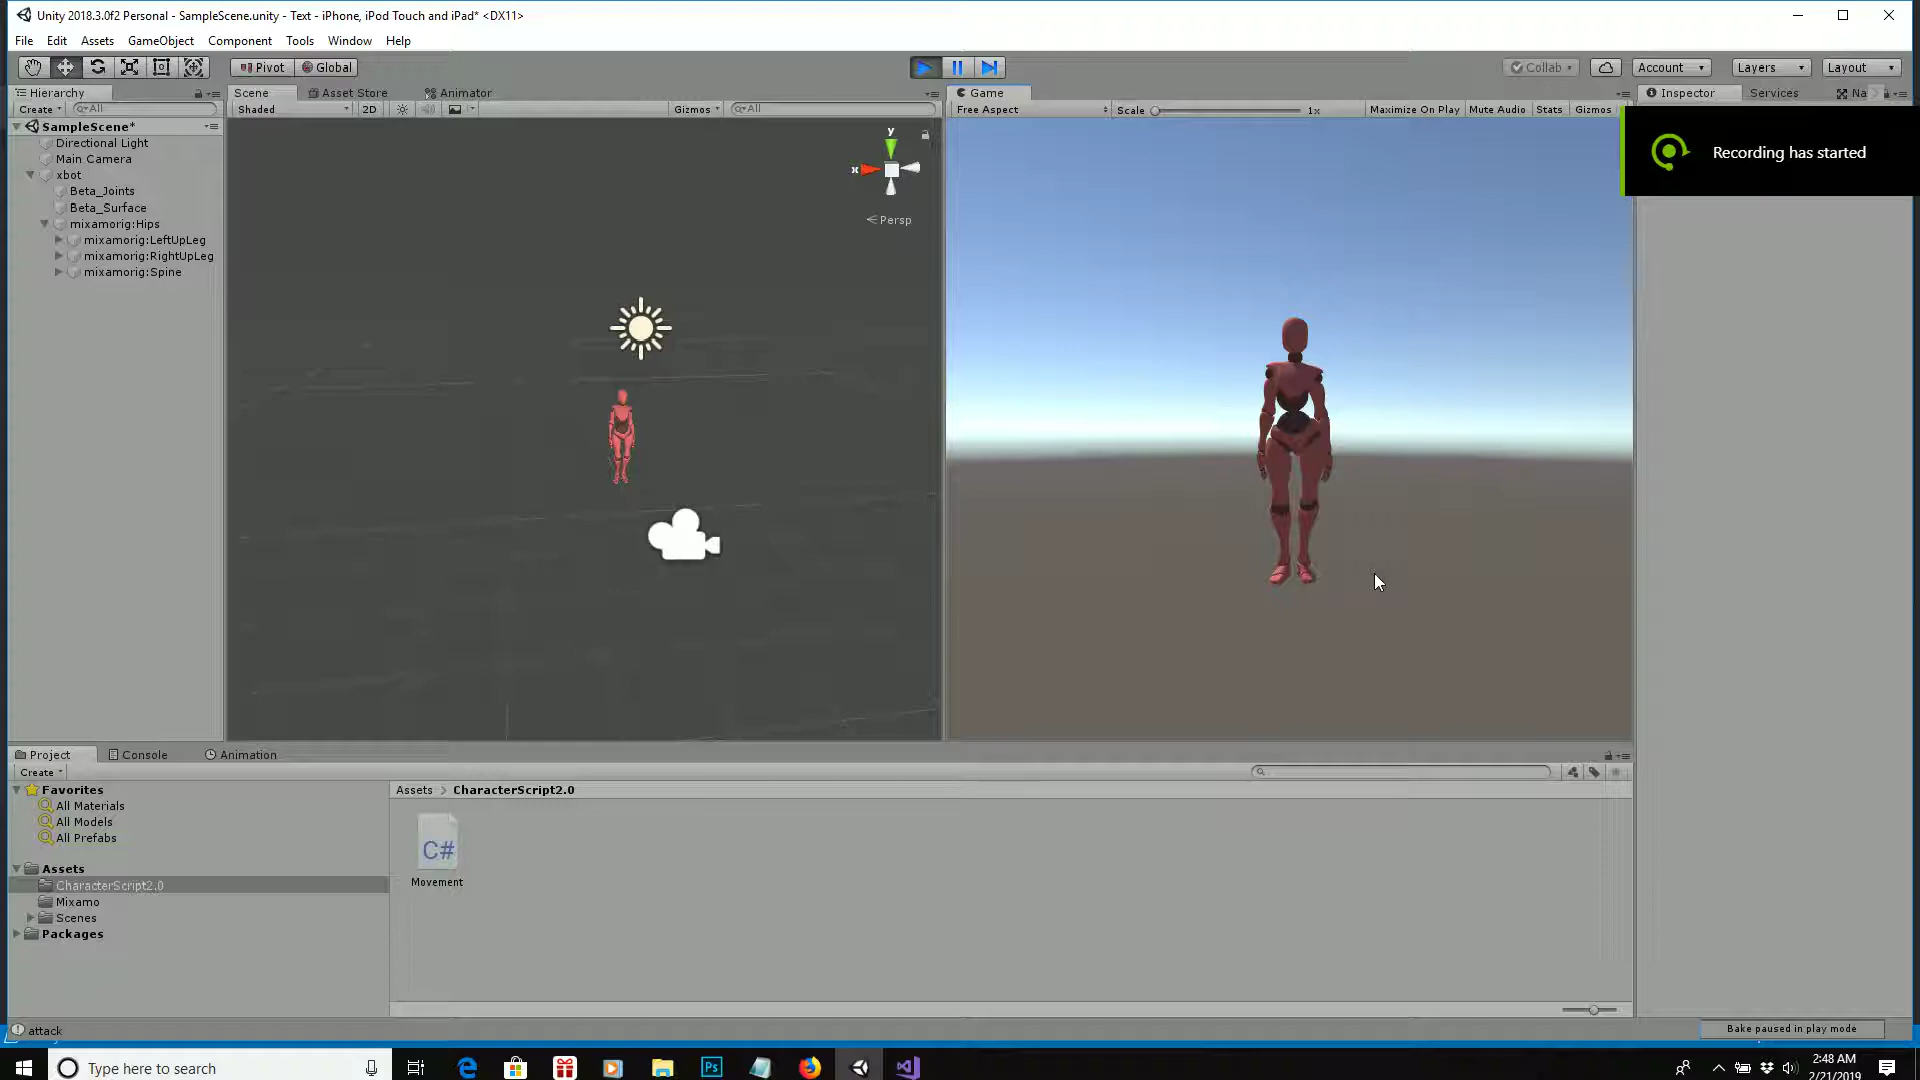 Unity 2018.3.0f2 Personal - SampleScene.unity - Text - iPhone, iPod Touch and iPad* <DX11>
File Edit Assets GameObject Component Tools Window Help
Pivot Global Collab Account Layers Layout
Hierarchy
Create All
SampleScene*
Directional Light
Main Camera
xbot
Beta_Joints
Beta_Surface
mixamorig:Hips
mixamorig:LeftUpLeg
mixamorig:RightUpLeg
mixamorig:Spine
Scene Asset Store Animator
Shaded 2D Gizmos All
y
x
Persp
Game
Free Aspect Scale 1x Maximize On Play Mute Audio Stats Gizmos
Inspector Services Na
Recording has started
Project Console Animation
Create
Favorites
All Materials
All Models
All Prefabs
Assets
CharacterScript2.0
Mixamo
Scenes
Packages
Assets > CharacterScript2.0
C#
Movement
attack
Bake paused in play mode
Type here to search
Ps
2:48 AM
2/21/2019